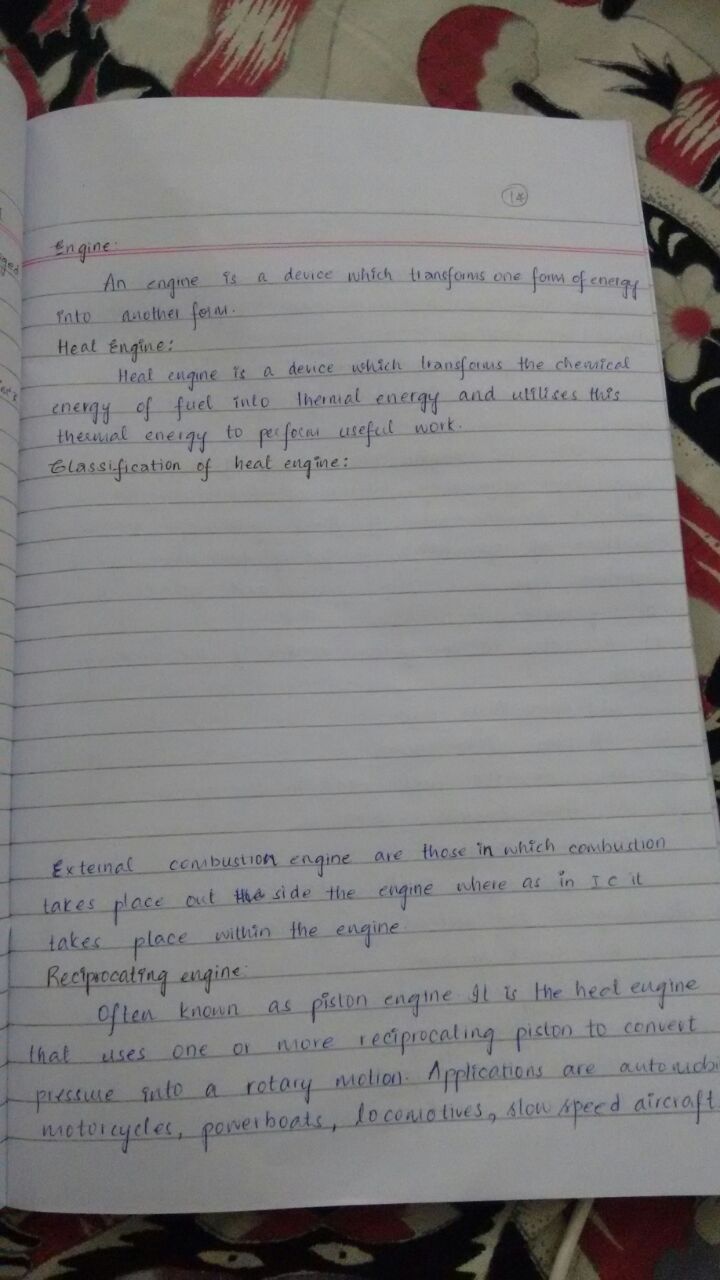 14
Engine:
An engine is a device which transforms one form of energy
into another form.
Heat Engine:
Heat engine is a device which transforms the chemical
energy of fuel into thermal energy and utilises this
thermal energy to perform useful work.
Classification of heat engine:
External combustion engine are those in which combustion
takes place out the side the engine where as in I C it
takes place within the engine.
Reciprocating engine:
Often known as piston engine It is the heat engine
that uses one or more reciprocating piston to convert
pressure into a rotary motion. Applications are automobi
motorcycles, powerboats, locomotives, slow speed aircraft